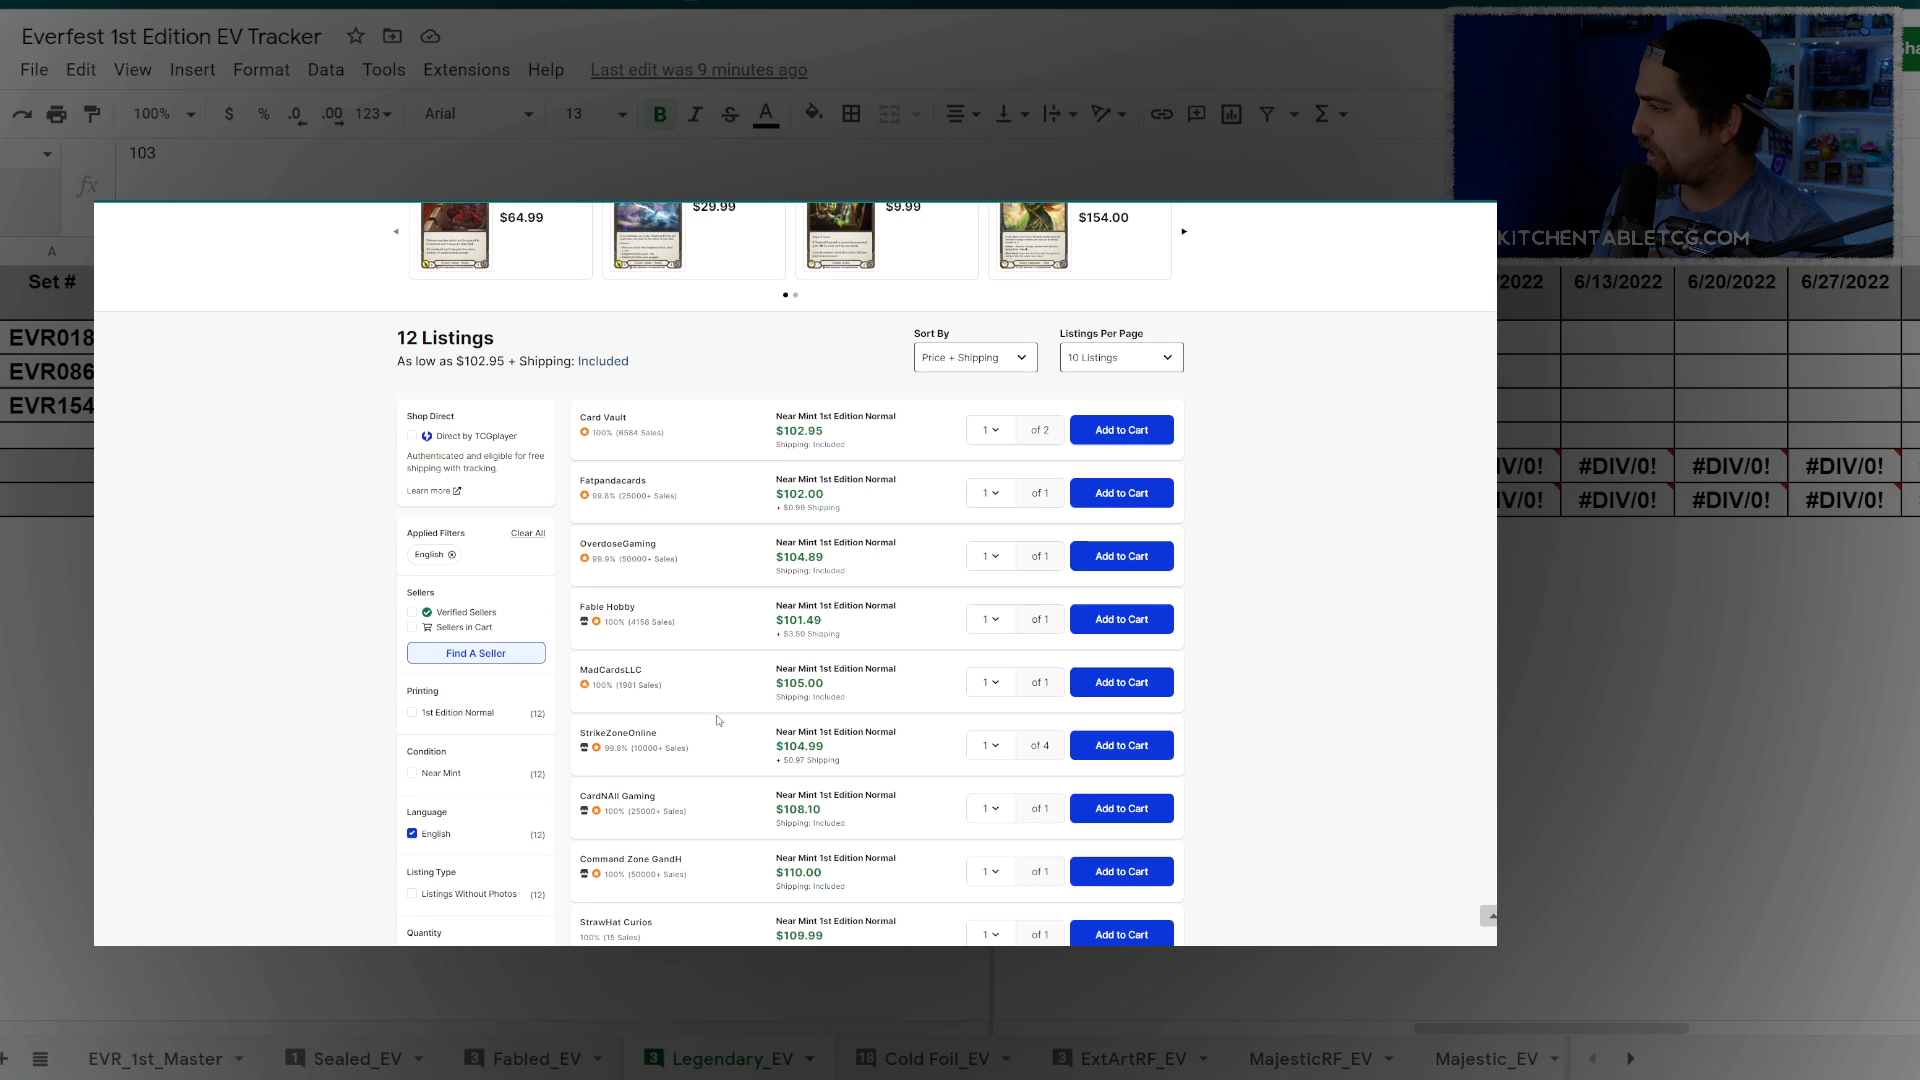 Everfest 1st Edition EV Tracker
File Edit View Insert Format Data Tools Extensions Help Last edit was 9 minutes ago
100% $ % .0 .00 123 Arial 13 B I S A
103
fx
KITCHENTABLETCG.COM
A
Set # 2022 6/13/2022 6/20/2022 6/27/2022
EVR018
EVR086
EVR154
IV/0! #DIV/0! #DIV/0! #DIV/0!
IV/0! #DIV/0! #DIV/0! #DIV/0!
$64.99 $29.99 $9.99 $154.00
12 Listings
As low as $102.95 + Shipping: Included
Sort By
Price + Shipping
Listings Per Page
10 Listings
Shop Direct
Direct by TCGplayer
Authenticated and eligible for free
shipping with tracking.
Learn more
Applied Filters Clear All
English
Sellers
Verified Sellers
Sellers in Cart
Find A Seller
Printing
1st Edition Normal (12)
Condition
Near Mint (12)
Language
English (12)
Listing Type
Listings Without Photos (12)
Quantity
Card Vault
100% (6584 Sales)
Near Mint 1st Edition Normal
$102.95
Shipping: Included
1 of 2 Add to Cart
Fatpandacards
99.8% (25000+ Sales)
Near Mint 1st Edition Normal
$102.00
+ $0.99 Shipping
1 of 1 Add to Cart
OverdoseGaming
99.9% (50000+ Sales)
Near Mint 1st Edition Normal
$104.89
Shipping: Included
1 of 1 Add to Cart
Fable Hobby
100% (4158 Sales)
Near Mint 1st Edition Normal
$101.49
+ $3.50 Shipping
1 of 1 Add to Cart
MadCardsLLC
100% (1981 Sales)
Near Mint 1st Edition Normal
$105.00
Shipping: Included
1 of 1 Add to Cart
StrikeZoneOnline
99.8% (10000+ Sales)
Near Mint 1st Edition Normal
$104.99
+ $0.97 Shipping
1 of 4 Add to Cart
CardNAll Gaming
100% (25000+ Sales)
Near Mint 1st Edition Normal
$108.10
Shipping: Included
1 of 1 Add to Cart
Command Zone GandH
100% (50000+ Sales)
Near Mint 1st Edition Normal
$110.00
Shipping: Included
1 of 1 Add to Cart
StrawHat Curios
100% (15 Sales)
Near Mint 1st Edition Normal
$109.99
1 of 1 Add to Cart
EVR_1st_Master 1 Sealed_EV 3 Fabled_EV 3 Legendary_EV 18 Cold Foil_EV 3 ExtArtRF_EV MajesticRF_EV Majestic_EV